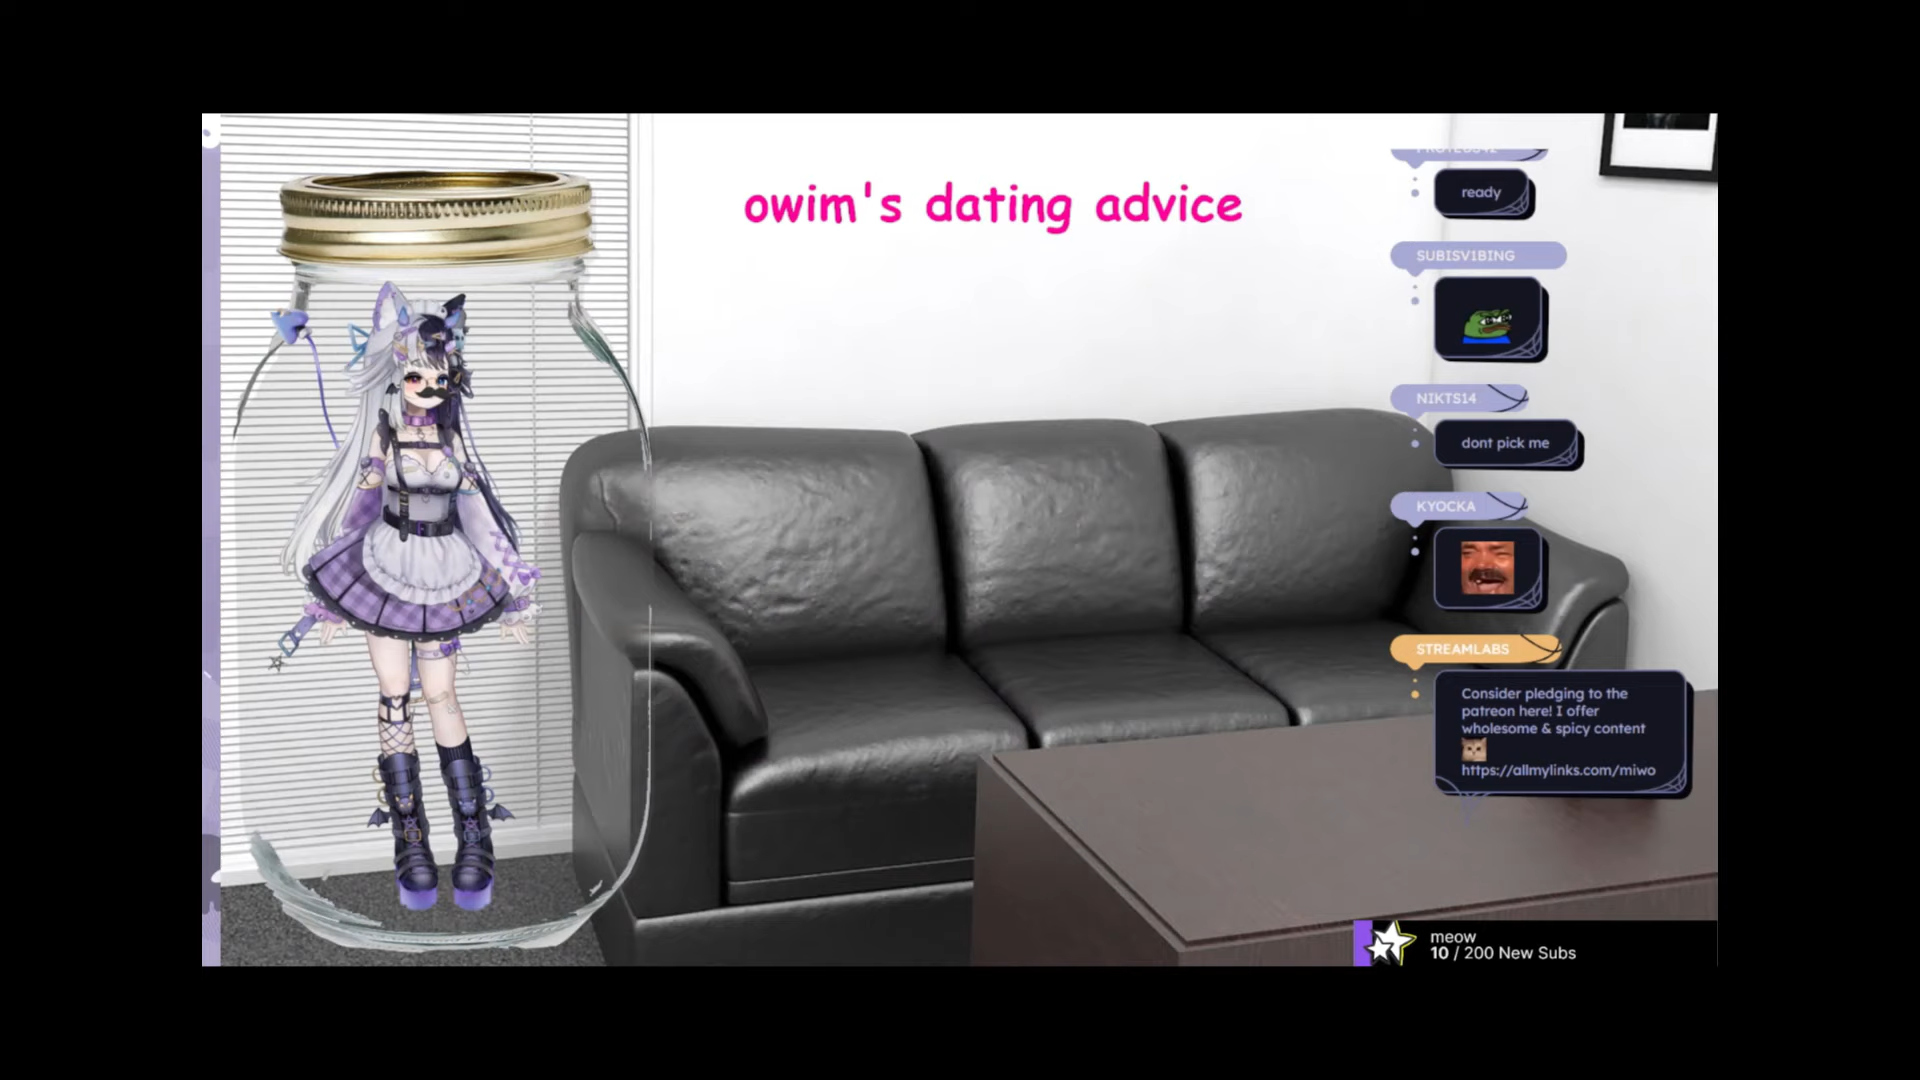 owim's dating advice
ready
SUBISV1BING
NIKTS14
dont pick me
KYOCKA
STREAMLABS
Consider pledging to the
patreon here! I offer
wholesome & spicy content
https://allmylinks.com/miwo
meow
10 / 200 New Subs